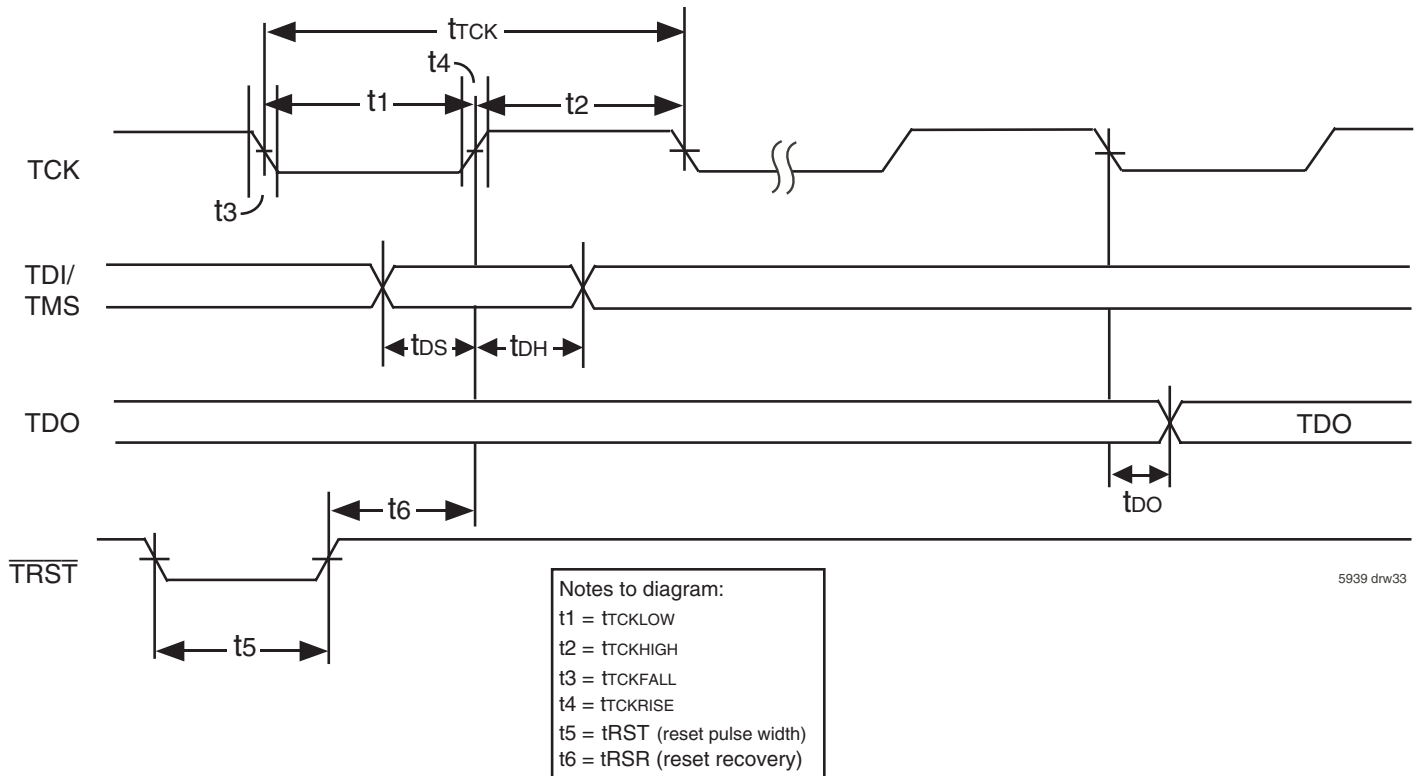 tTCK
t4
t1
t2
TCK
t3
TDI/
TMS
tDS
tDH
TDO
TDO
t6
tDO
TRST
5939 drw33
t5
Notes to diagram:
t1 = tTCKLOW
t2 = tTCKHIGH
t3 = tTCKFALL
t4 = tTCKRISE
t5 = tRST (reset pulse width)
t6 = tRSR (reset recovery)